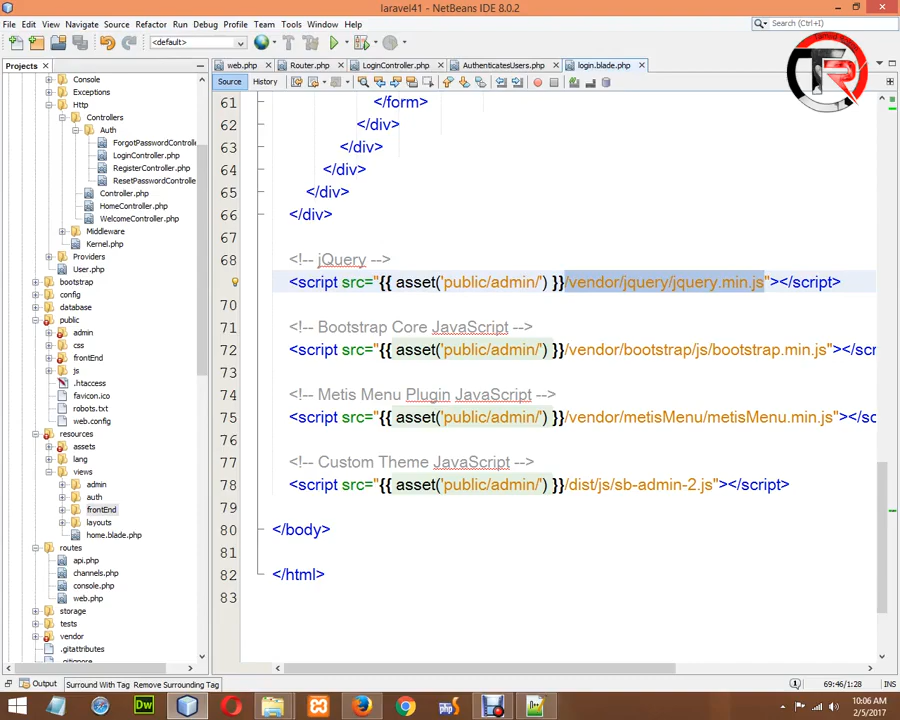 laravel41 - NetBeans IDE 8.0.2
File Edit View Navigate Source Refactor Run Debug Profile Team Tools Window Help
Search (Ctrl+I)
<default>
Projects
web.php
Router.php
LoginController.php
AuthenticatesUsers.php
login.blade.php
Source History
Console
Exceptions
Http
Controllers
Auth
ForgotPasswordControll
LoginController.php
RegisterController.php
ResetPasswordControlle
Controller.php
HomeController.php
WelcomeController.php
Middleware
Kernel.php
Providers
User.php
bootstrap
config
database
public
admin
css
frontEnd
js
.htaccess
favicon.ico
robots.txt
web.config
resources
assets
lang
views
admin
auth
frontEnd
layouts
home.blade.php
routes
api.php
channels.php
console.php
web.php
storage
tests
vendor
.gitattributes
.gitignore
61 </form>
62 </div>
63 </div>
64 </div>
65 </div>
66 </div>
67
68 <!-- jQuery -->
<script src="{{ asset('public/admin/') }}/vendor/jquery/jquery.min.js"></script>
70
71 <!-- Bootstrap Core JavaScript -->
72 <script src="{{ asset('public/admin/') }}/vendor/bootstrap/js/bootstrap.min.js"></scr
73
74 <!-- Metis Menu Plugin JavaScript -->
75 <script src="{{ asset('public/admin/') }}/vendor/metisMenu/metisMenu.min.js"></sc
76
77 <!-- Custom Theme JavaScript -->
78 <script src="{{ asset('public/admin/') }}/dist/js/sb-admin-2.js"></script>
79
80 </body>
81
82 </html>
83
Output
Surround With Tag Remove Surrounding Tag
69:46/1:28
INS
10:06 AM
2/5/2017